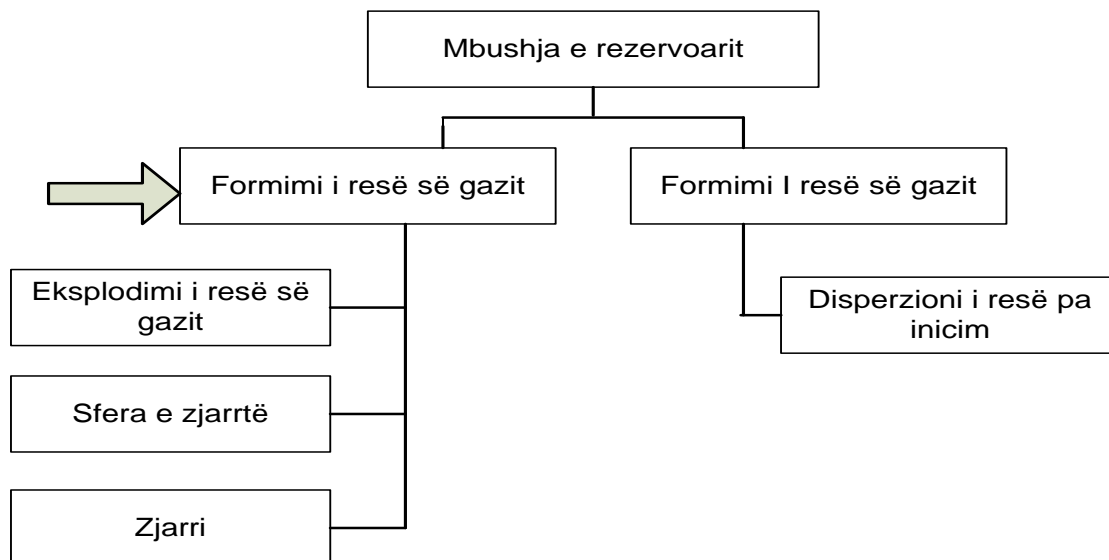 Mbushja e rezervoarit
Formimi i resë së gazit
Formimi I resë së gazit
Eksplodimi i resë së
gazit
Disperzioni i resë pa
inicim
Sfera e zjarrtë
Zjarri